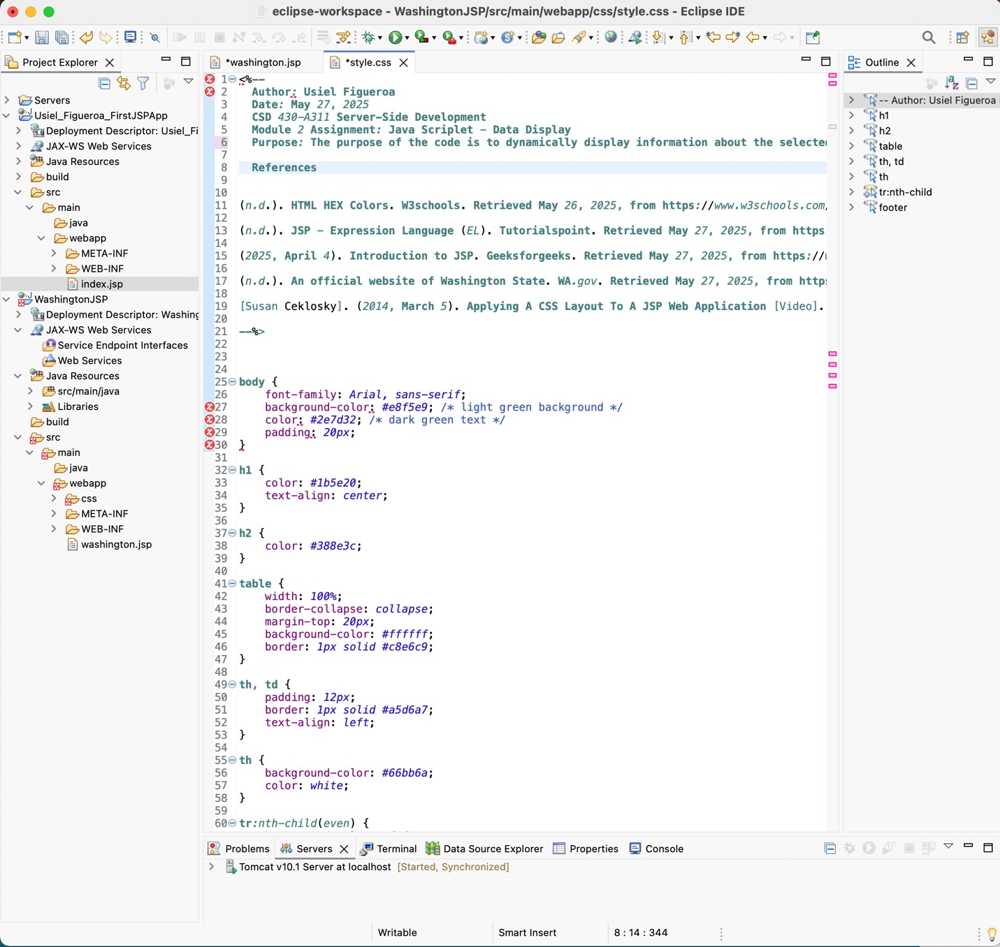 eclipse-workspace - WashingtonJSP/src/main/webapp/css/style.css - Eclipse IDE
Project Explorer
Servers
Usiel_Figueroa_FirstJSPApp
Deployment Descriptor: Usiel_Fi
JAX-WS Web Services
Java Resources
build
src
main
java
webapp
META-INF
WEB-INF
index.jsp
WashingtonJSP
Deployment Descriptor: Washing
JAX-WS Web Services
Service Endpoint Interfaces
Web Services
Java Resources
src/main/java
Libraries
build
src
main
java
webapp
css
META-INF
WEB-INF
washington.jsp
*washington.jsp
*style.css
1 <%--
2 Author: Usiel Figueroa
3 Date: May 27, 2025
4 CSD 430-A311 Server-Side Development
5 Module 2 Assignment: Java Scriplet - Data Display
6 Purpose: The purpose of the code is to dynamically display information about the selected
7
8 References
9
10
11 (n.d.). HTML HEX Colors. W3schools. Retrieved May 26, 2025, from https://www.w3schools.com/
12
13 (n.d.). JSP - Expression Language (EL). Tutorialspoint. Retrieved May 27, 2025, from https
14
15 (2025, April 4). Introduction to JSP. Geeksforgeeks. Retrieved May 27, 2025, from https://w
16
17 (n.d.). An official website of Washington State. WA.gov. Retrieved May 27, 2025, from https
18
19 [Susan Ceklosky]. (2014, March 5). Applying A CSS Layout To A JSP Web Application [Video].
20
21 --%>
22
23
24
25 body {
26 font-family: Arial, sans-serif;
27 background-color: #e8f5e9; /* light green background */
28 color: #2e7d32; /* dark green text */
29 padding: 20px;
30 }
31
32 h1 {
33 color: #1b5e20;
34 text-align: center;
35 }
36
37 h2 {
38 color: #388e3c;
39 }
40
41 table {
42 width: 100%;
43 border-collapse: collapse;
44 margin-top: 20px;
45 background-color: #ffffff;
46 border: 1px solid #c8e6c9;
47 }
48
49 th, td {
50 padding: 12px;
51 border: 1px solid #a5d6a7;
52 text-align: left;
53 }
54
55 th {
56 background-color: #66bb6a;
57 color: white;
58 }
59
60 tr:nth-child(even) {
Outline
-- Author: Usiel Figueroa
h1
h2
table
th, td
th
tr:nth-child
footer
Problems Servers Terminal Data Source Explorer Properties Console
Tomcat v10.1 Server at localhost [Started, Synchronized]
Writable Smart Insert 8 : 14 : 344